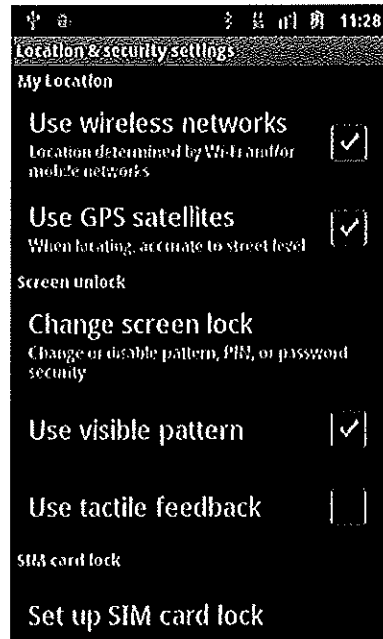 11:28
Location & security settings
My Location
Use wireless networks
Location determined by Wi-Fi and/or
mobile networks
Use GPS satellites
When locating, accurate to street level
Screen unlock
Change screen lock
Change or disable pattern, PIN, or password
security
Use visible pattern
Use tactile feedback
SIM card lock
Set up SIM card lock